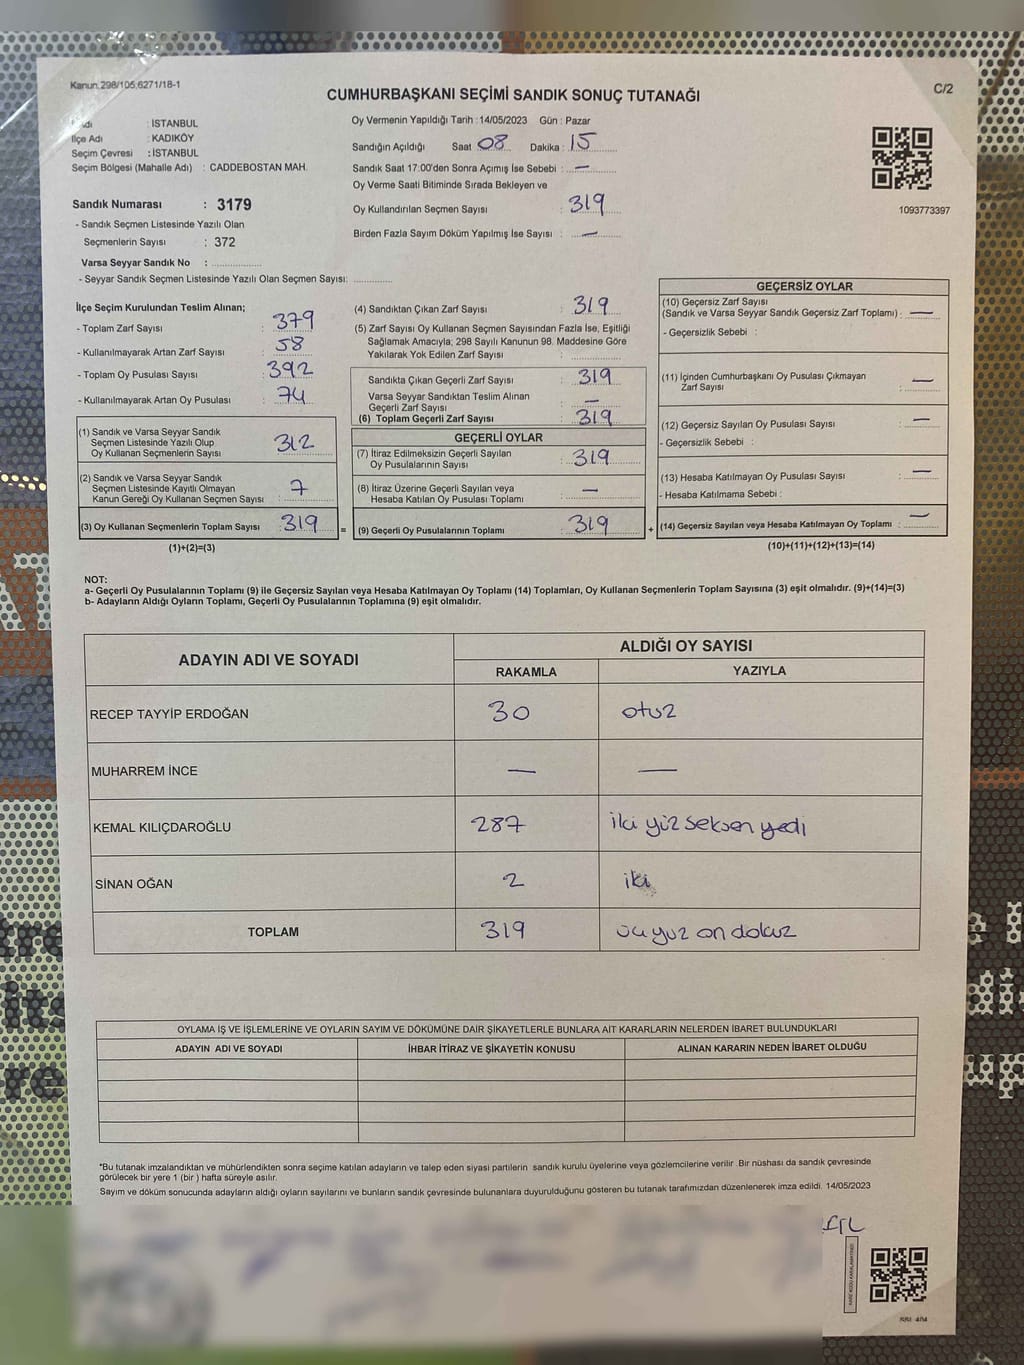 Kanun:298/105,6271/18-1
CUMHURBAŞKANI SEÇİMİ SANDIK SONUÇ TUTANAĞI
C/2
: İSTANBUL
İlçe Adı : KADIKÖY
Seçim Çevresi : İSTANBUL
Seçim Bölgesi (Mahalle Adı) : CADDEBOSTAN MAH.
Sandık Numarası : 3179
- Sandık Seçmen Listesinde Yazılı Olan
Seçmenlerin Sayısı : 372
Varsa Seyyar Sandık No :
- Seyyar Sandık Seçmen Listesinde Yazılı Olan Seçmen Sayısı:
Oy Vermenin Yapıldığı Tarih :14/05/2023 Gün : Pazar
Sandığın Açıldığı Saat 08 Dakika : 15
Sandık Saat 17:00'den Sonra Açımış İse Sebebi : —
Oy Verme Saati Bitiminde Sırada Bekleyen ve
Oy Kullandırılan Seçmen Sayısı : 319
Birden Fazla Sayım Döküm Yapılmış İse Sayısı : —
1093773397
İlçe Seçim Kurulundan Teslim Alınan;
- Toplam Zarf Sayısı : 379
- Kullanılmayarak Artan Zarf Sayısı : 58
- Toplam Oy Pusulası Sayısı : 392
- Kullanılmayarak Artan Oy Pusulası : 74
(1) Sandık ve Varsa Seyyar Sandık
Seçmen Listesinde Yazılı Olup
Oy Kullanan Seçmenlerin Sayısı : 312
(2) Sandık ve Varsa Seyyar Sandık
Seçmen Listesinde Kayıtlı Olmayan
Kanun Gereği Oy Kullanan Seçmen Sayısı : 7
(3) Oy Kullanan Seçmenlerin Toplam Sayısı : 319 =
(1)+(2)=(3)
(4) Sandıktan Çıkan Zarf Sayısı : 319
(5) Zarf Sayısı Oy Kullanan Seçmen Sayısından Fazla İse, Eşitliği
Sağlamak Amacıyla; 298 Sayılı Kanunun 98. Maddesine Göre
Yakılarak Yok Edilen Zarf Sayısı :
Sandıkta Çıkan Geçerli Zarf Sayısı : 319
Varsa Seyyar Sandıktan Teslim Alınan
Geçerli Zarf Sayısı : —
(6) Toplam Geçerli Zarf Sayısı : 319
GEÇERLİ OYLAR
(7) İtiraz Edilmeksizin Geçerli Sayılan
Oy Pusulalarının Sayısı : 319
(8) İtiraz Üzerine Geçerli Sayılan veya
Hesaba Katılan Oy Pusulası Toplamı : —
(9) Geçerli Oy Pusulalarının Toplamı : 319 +
GEÇERSİZ OYLAR
(10) Geçersiz Zarf Sayısı
(Sandık ve Varsa Seyyar Sandık Geçersiz Zarf Toplamı) : —
- Geçersizlik Sebebi :
(11) İçinden Cumhurbaşkanı Oy Pusulası Çıkmayan
Zarf Sayısı : —
(12) Geçersiz Sayılan Oy Pusulası Sayısı : —
- Geçersizlik Sebebi :
(13) Hesaba Katılmayan Oy Pusulası Sayısı : —
- Hesaba Katılmama Sebebi :
(14) Geçersiz Sayılan veya Hesaba Katılmayan Oy Toplamı : —
(10)+(11)+(12)+(13)=(14)
NOT:
a- Geçerli Oy Pusulalarının Toplamı (9) ile Geçersiz Sayılan veya Hesaba Katılmayan Oy Toplamı (14) Toplamları, Oy Kullanan Seçmenlerin Toplam Sayısına (3) eşit olmalıdır. (9)+(14)=(3)
b- Adayların Aldığı Oyların Toplamı, Geçerli Oy Pusulalarının Toplamına (9) eşit olmalıdır.
ADAYIN ADI VE SOYADI
ALDIĞI OY SAYISI
RAKAMLA YAZIYLA
RECEP TAYYİP ERDOĞAN 30 otuz
MUHARREM İNCE — —
KEMAL KILIÇDAROĞLU 287 iki yüz seksen yedi
SİNAN OĞAN 2 iki
TOPLAM 319 üç yüz on dokuz
OYLAMA İŞ VE İŞLEMLERİNE VE OYLARIN SAYIM VE DÖKÜMÜNE DAİR ŞİKAYETLERLE BUNLARA AİT KARARLARIN NELERDEN İBARET BULUNDUKLARI
ADAYIN ADI VE SOYADI İHBAR İTİRAZ VE ŞİKAYETİN KONUSU ALINAN KARARIN NEDEN İBARET OLDUĞU
*Bu tutanak imzalandıktan ve mühürlendikten sonra seçime katılan adayların ve talep eden siyasi partilerin sandık kurulu üyelerine veya gözlemcilerine verilir .Bir nüshası da sandık çevresinde
görülecek bir yere 1 (bir ) hafta süreyle asılır.
Sayım ve döküm sonucunda adayların aldığı oyların sayılarını ve bunların sandık çevresinde bulunanlara duyurulduğunu gösteren bu tutanak tarafımızdan düzenlenerek imza edildi. 14/05/2023